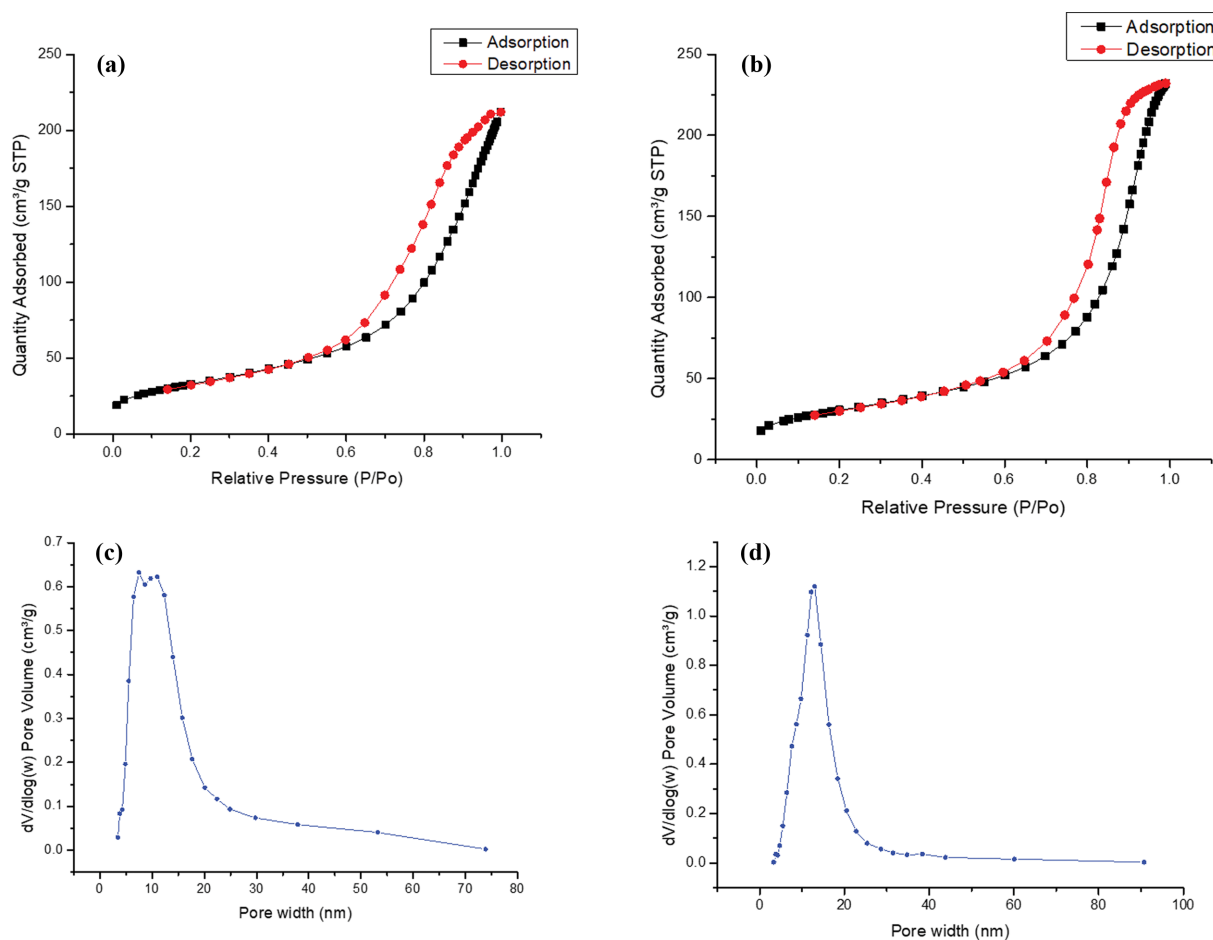 (a)
Adsorption
Desorption
250
200
150
100
50
0
Quantity Adsorbed (cm³/g STP)
0.0 0.2 0.4 0.6 0.8 1.0
Relative Pressure (P/Po)
(b)
Adsorption
Desorption
250
200
150
100
50
0
Quantity Adsorbed (cm³/g STP)
0.0 0.2 0.4 0.6 0.8 1.0
Relative Pressure (P/Po)
(c)
0.7
0.6
0.5
0.4
0.3
0.2
0.1
0.0
dV/dlog(w) Pore Volume (cm³/g)
0 10 20 30 40 50 60 70 80
Pore width (nm)
(d)
1.2
1.0
0.8
0.6
0.4
0.2
0.0
dV/dlog(w) Pore Volume (cm³/g)
0 20 40 60 80 100
Pore width (nm)